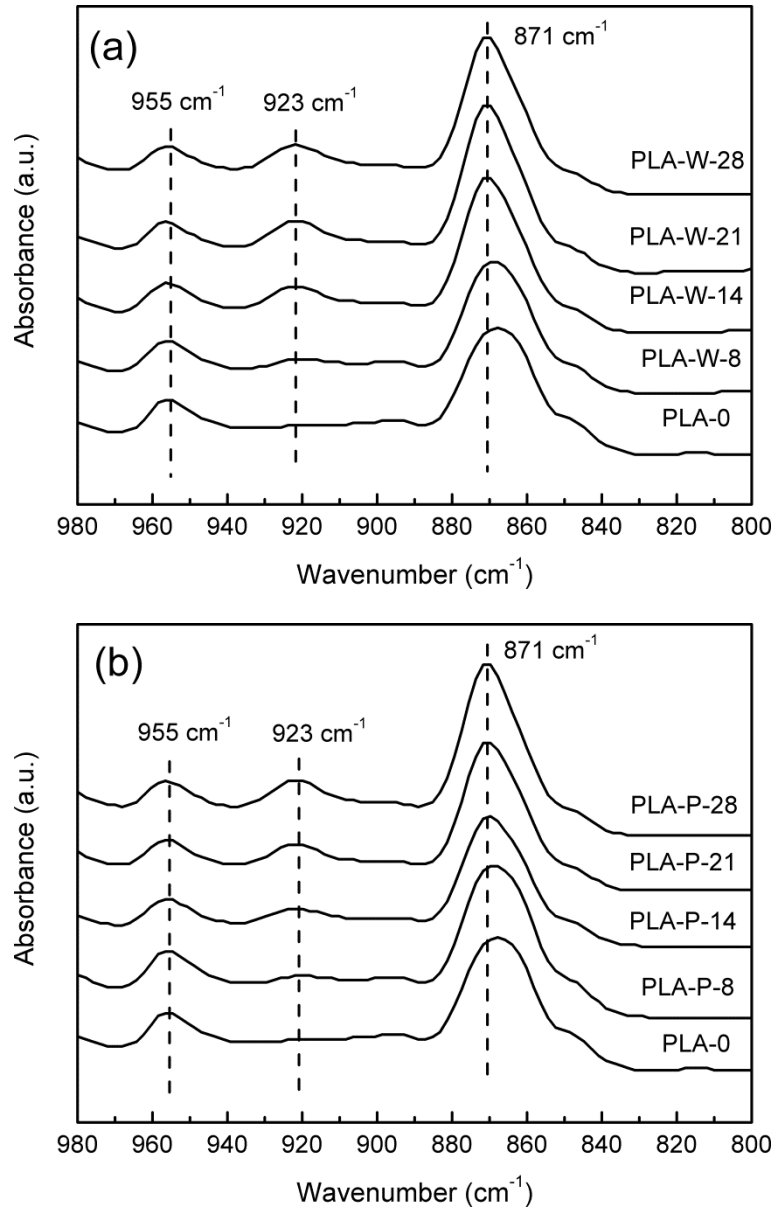 (a)
871 cm⁻¹
955 cm⁻¹ 923 cm⁻¹
PLA-W-28
PLA-W-21
PLA-W-14
PLA-W-8
PLA-0
Absorbance (a.u.)
980 960 940 920 900 880 860 840 820 800
Wavenumber (cm⁻¹)
(b)
871 cm⁻¹
955 cm⁻¹ 923 cm⁻¹
PLA-P-28
PLA-P-21
PLA-P-14
PLA-P-8
PLA-0
Absorbance (a.u.)
980 960 940 920 900 880 860 840 820 800
Wavenumber (cm⁻¹)